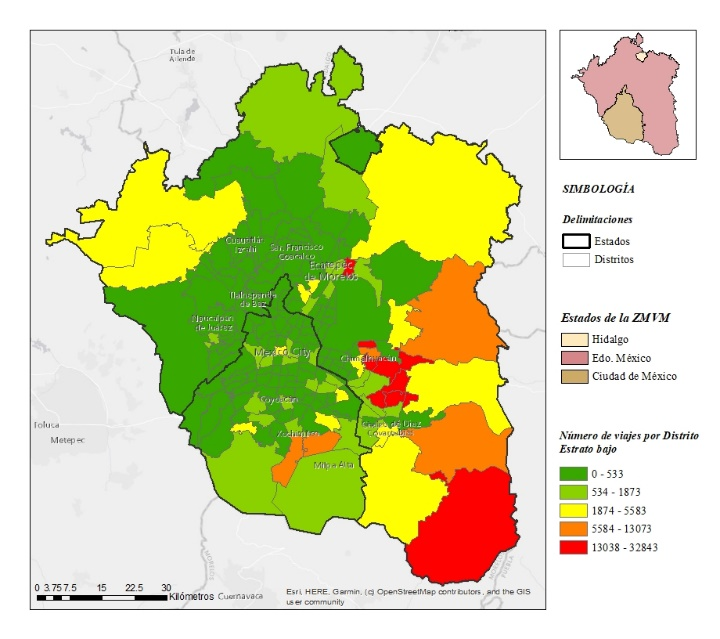 Tula de
Allende
Cuautitlán
Izcalli
San Francisco
Coacalco
Ecatepec
de Morelos
Tlalnepantla
de Baz
Naucalpan
de Juárez
Mexico City
Chimalhuacán
Coyoacán
Xochimilco
Milpa Alta
Toluca
Metepec
Cuernavaca
MORELOS
PUEBLA
0 3.75 7.5 15 22.5 30
Kilómetros
Esri, HERE, Garmin, (c) OpenStreetMap contributors, and the GIS
user community
SIMBOLOGÍA
Delimitaciones
Estados
Distritos
Estados de la ZMVM
Hidalgo
Edo. México
Ciudad de México
Número de viajes por Distrito
Estrato bajo
0 - 533
534 - 1873
1874 - 5583
5584 - 13073
13038 - 32843